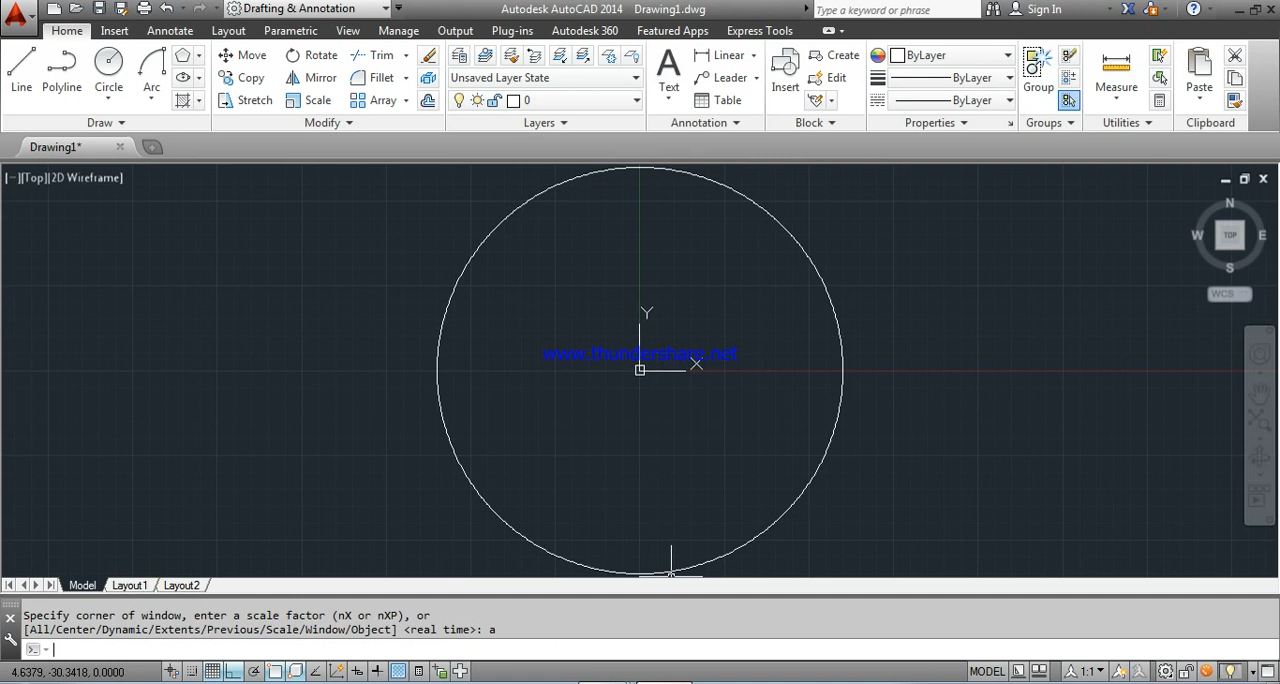 Drafting & Annotation
Autodesk AutoCAD 2014 Drawing1.dwg
Type a keyword or phrase
Sign In
Home Insert Annotate Layout Parametric View Manage Output Plug-ins Autodesk 360 Featured Apps Express Tools
Line
Polyline
Circle
Arc
Draw
Move
Rotate
Trim
Copy
Mirror
Fillet
Stretch
Scale
Array
Modify
Unsaved Layer State
0
Layers
Text
Linear
Leader
Table
Annotation
Insert
Create
Edit
Block
ByLayer
ByLayer
ByLayer
Properties
Group
Groups
Measure
Utilities
Paste
Clipboard
Drawing1*
[−][Top][2D Wireframe]
N
W TOP E
S
WCS
Y
X
www.thundershare.net
Model Layout1 Layout2
Specify corner of window, enter a scale factor (nX or nXP), or
[All/Center/Dynamic/Extents/Previous/Scale/Window/Object] <real time>: a
4.6379, -30.3418, 0.0000
MODEL
1:1